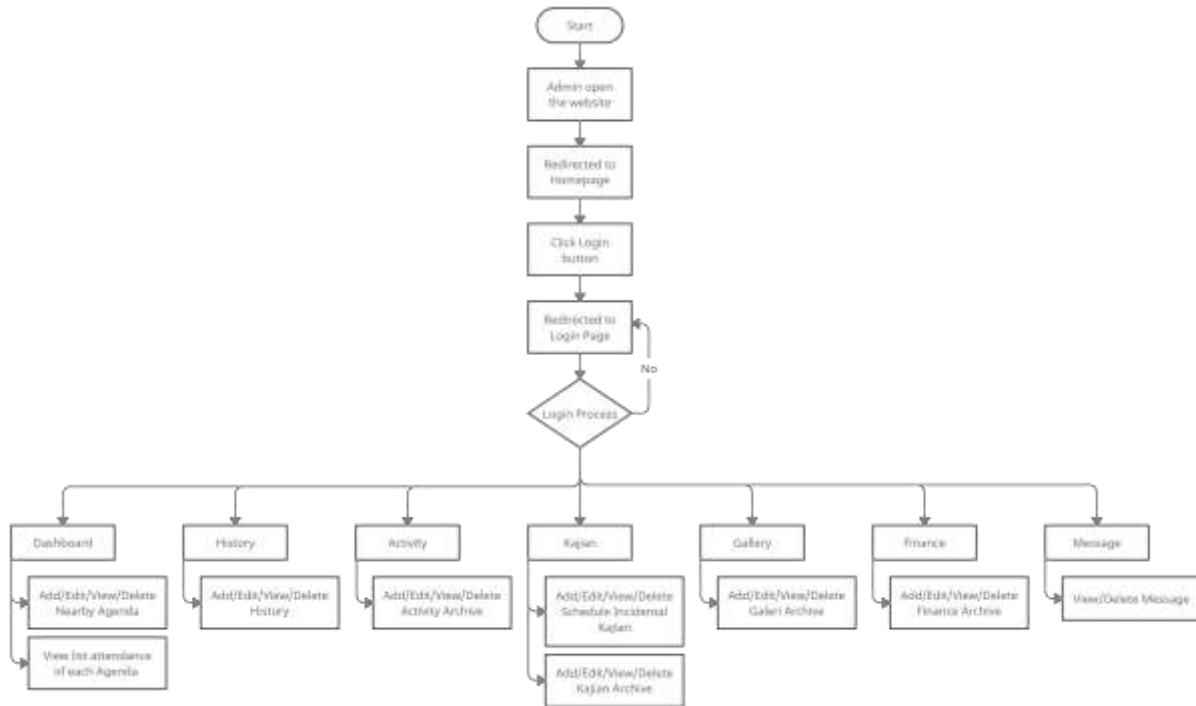 Start
Admin open
the website
Redirected to
Homepage
Click Login
button
Redirected to
Login Page
No
Login Process
Dashboard
History
Activity
Kajian
Gallery
Finance
Message
Add/Edit/View/Delete
Nearby Agenda
Add/Edit/View/Delete
History
Add/Edit/View/Delete
Activity Archive
Add/Edit/View/Delete
Schedule Incidental
Kajian
Add/Edit/View/Delete
Galeri Archive
Add/Edit/View/Delete
Finance Archive
View/Delete Message
View list attendance
of each Agenda
Add/Edit/View/Delete
Kajian Archive